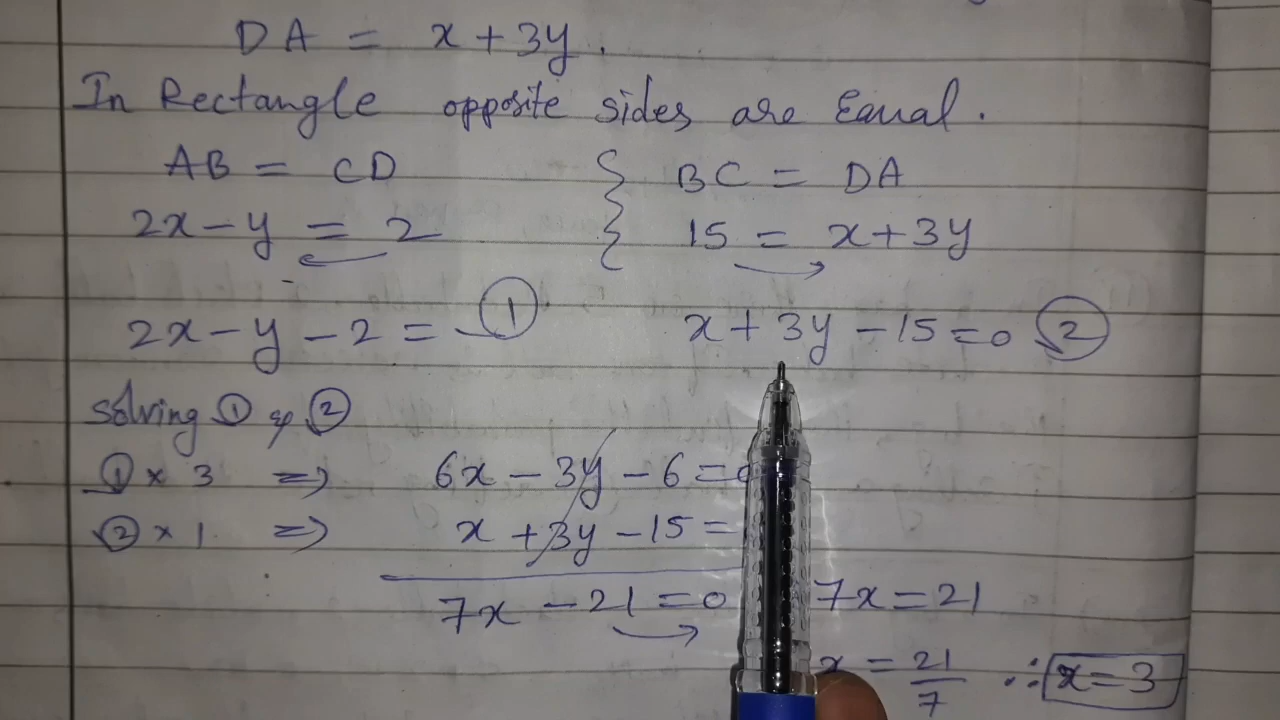 DA = x + 3y.
In Rectangle opposite sides are Equal.
AB = CD } BC = DA
2x - y = 2 } 15 = x + 3y
2x - y - 2 = ① x + 3y - 15 = 0 ②
Solving ① & ②
① × 3 ⇒ 6x - 3y - 6 = 0
② × 1 ⇒ x + 3y - 15 =
7x - 21 = 0 7x = 21
x = 21/7 ∴ x = 3